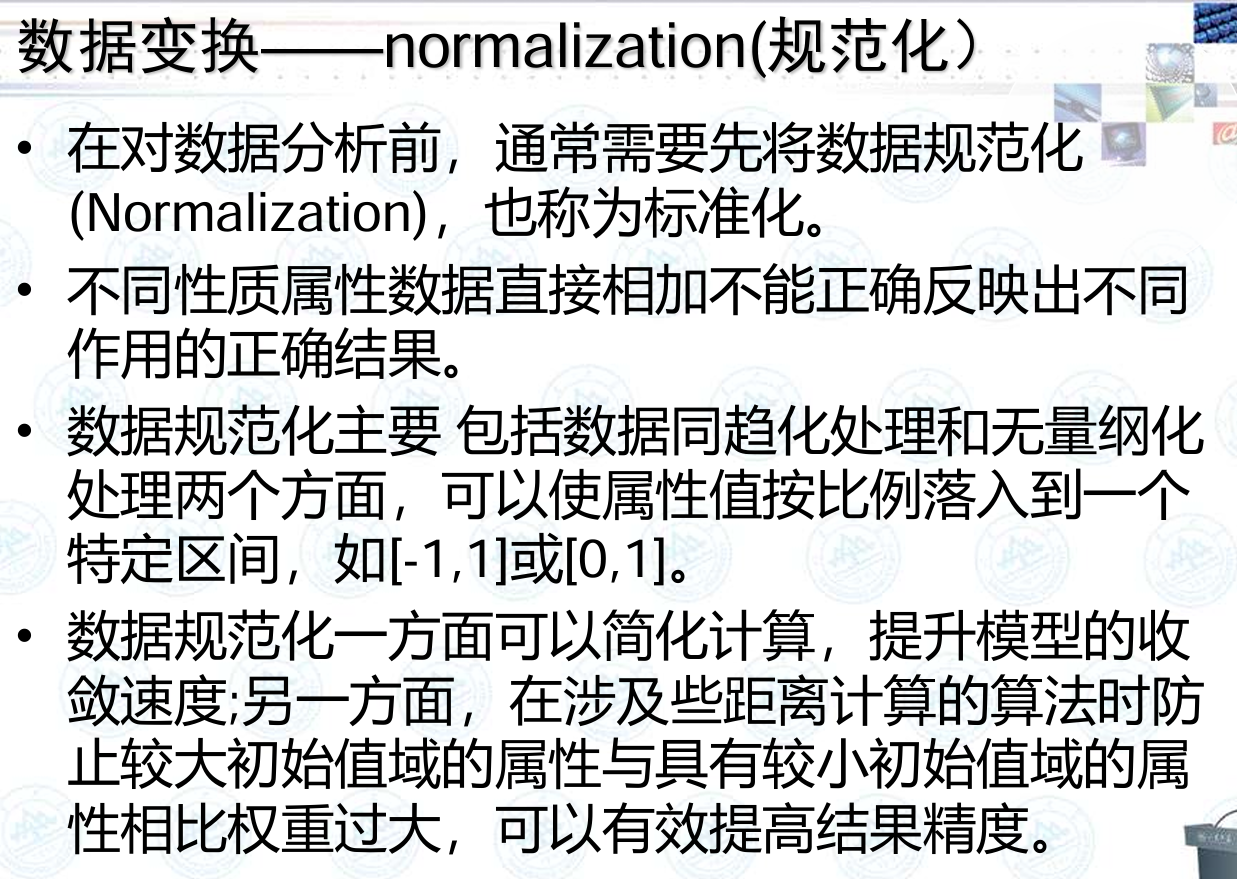 数据变换——normalization(规范化）
• 在对数据分析前，通常需要先将数据规范化
(Normalization)，也称为标准化。
• 不同性质属性数据直接相加不能正确反映出不同
作用的正确结果。
• 数据规范化主要 包括数据同趋化处理和无量纲化
处理两个方面，可以使属性值按比例落入到一个
特定区间，如[-1,1]或[0,1]。
• 数据规范化一方面可以简化计算，提升模型的收
敛速度;另一方面，在涉及些距离计算的算法时防
止较大初始值域的属性与具有较小初始值域的属
性相比权重过大，可以有效提高结果精度。